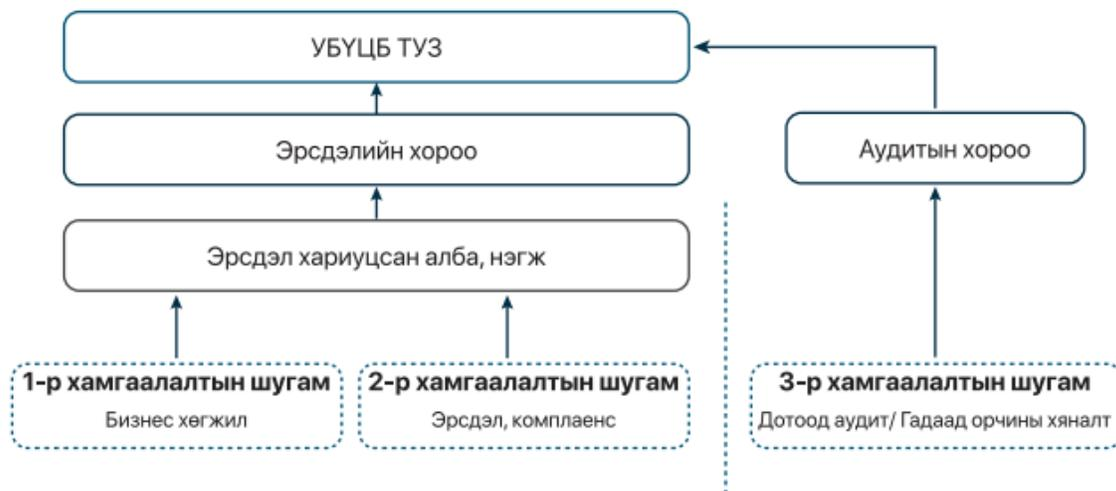 УБҮЦБ ТУЗ
Эрсдэлийн хороо
Аудитын хороо
Эрсдэл хариуцсан алба, нэгж
1-р хамгаалалтын шугам
Бизнес хөгжил
2-р хамгаалалтын шугам
Эрсдэл, комплаенс
3-р хамгаалалтын шугам
Дотоод аудит/ Гадаад орчины хяналт